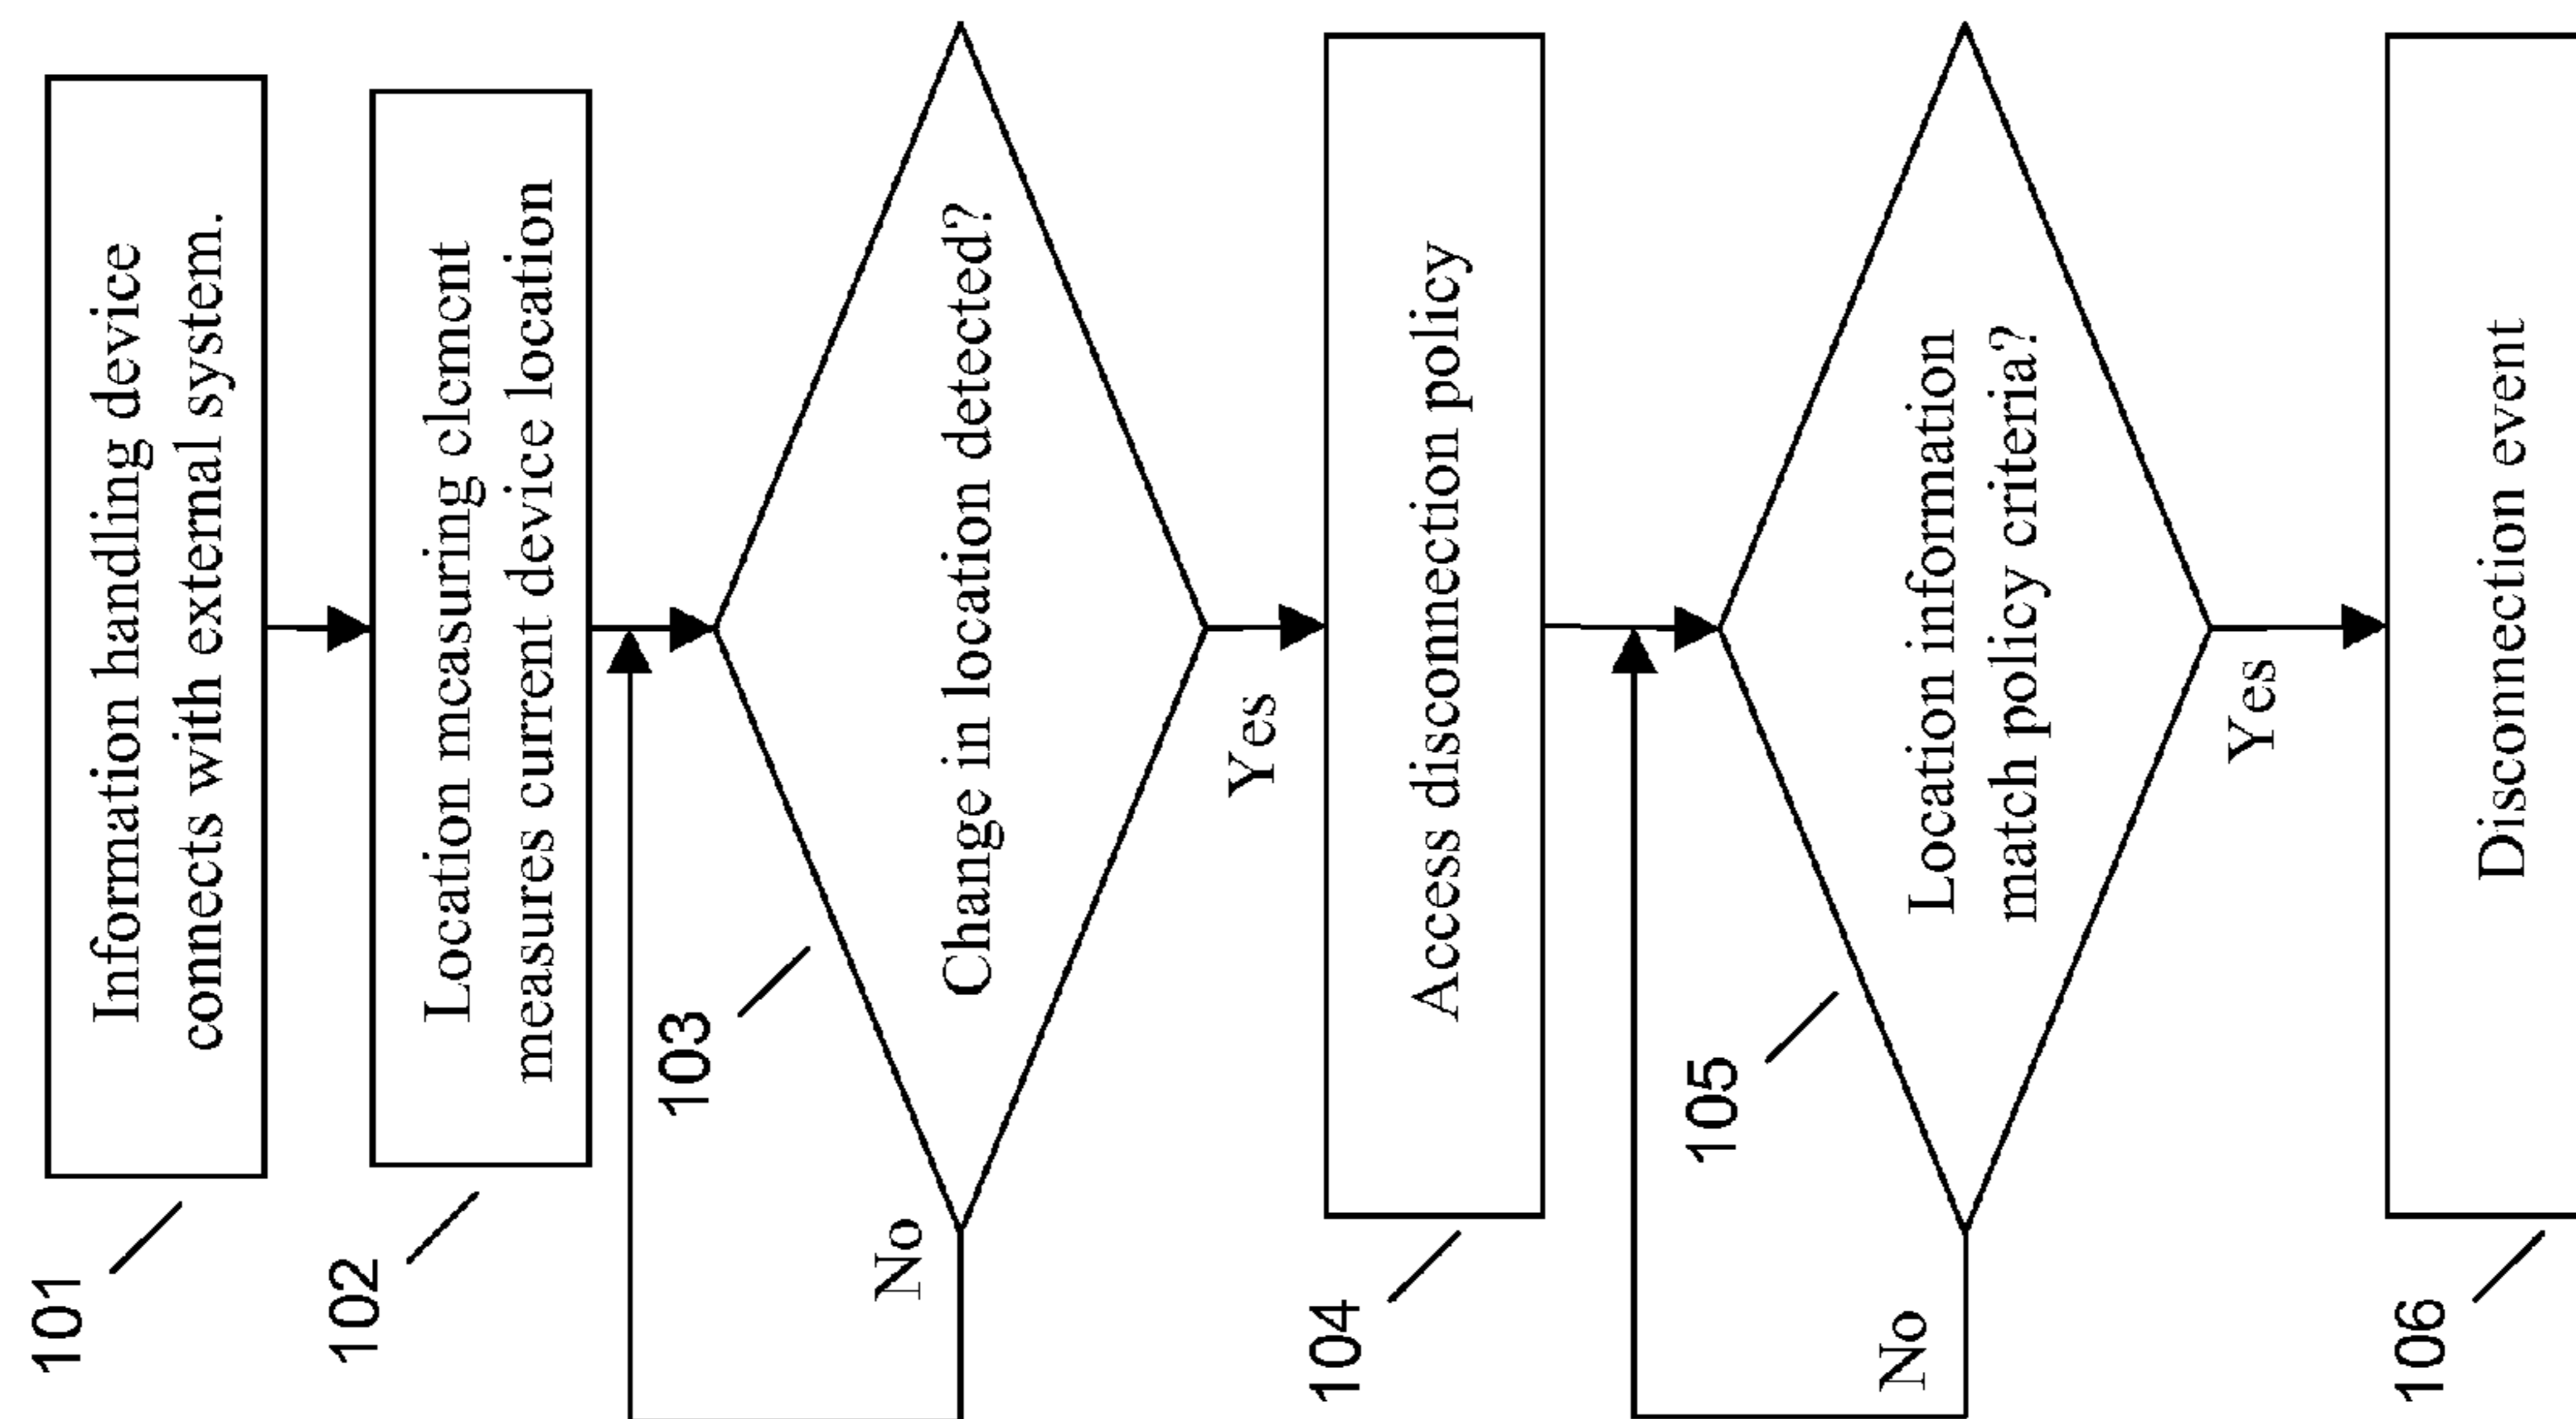 101
Information handling device
connects with external system.
102
Location measuring element
measures current device location
103
Change in location detected?
No
Yes
104
Access disconnection policy
105
Location information
match policy criteria?
No
Yes
106
Disconnection event